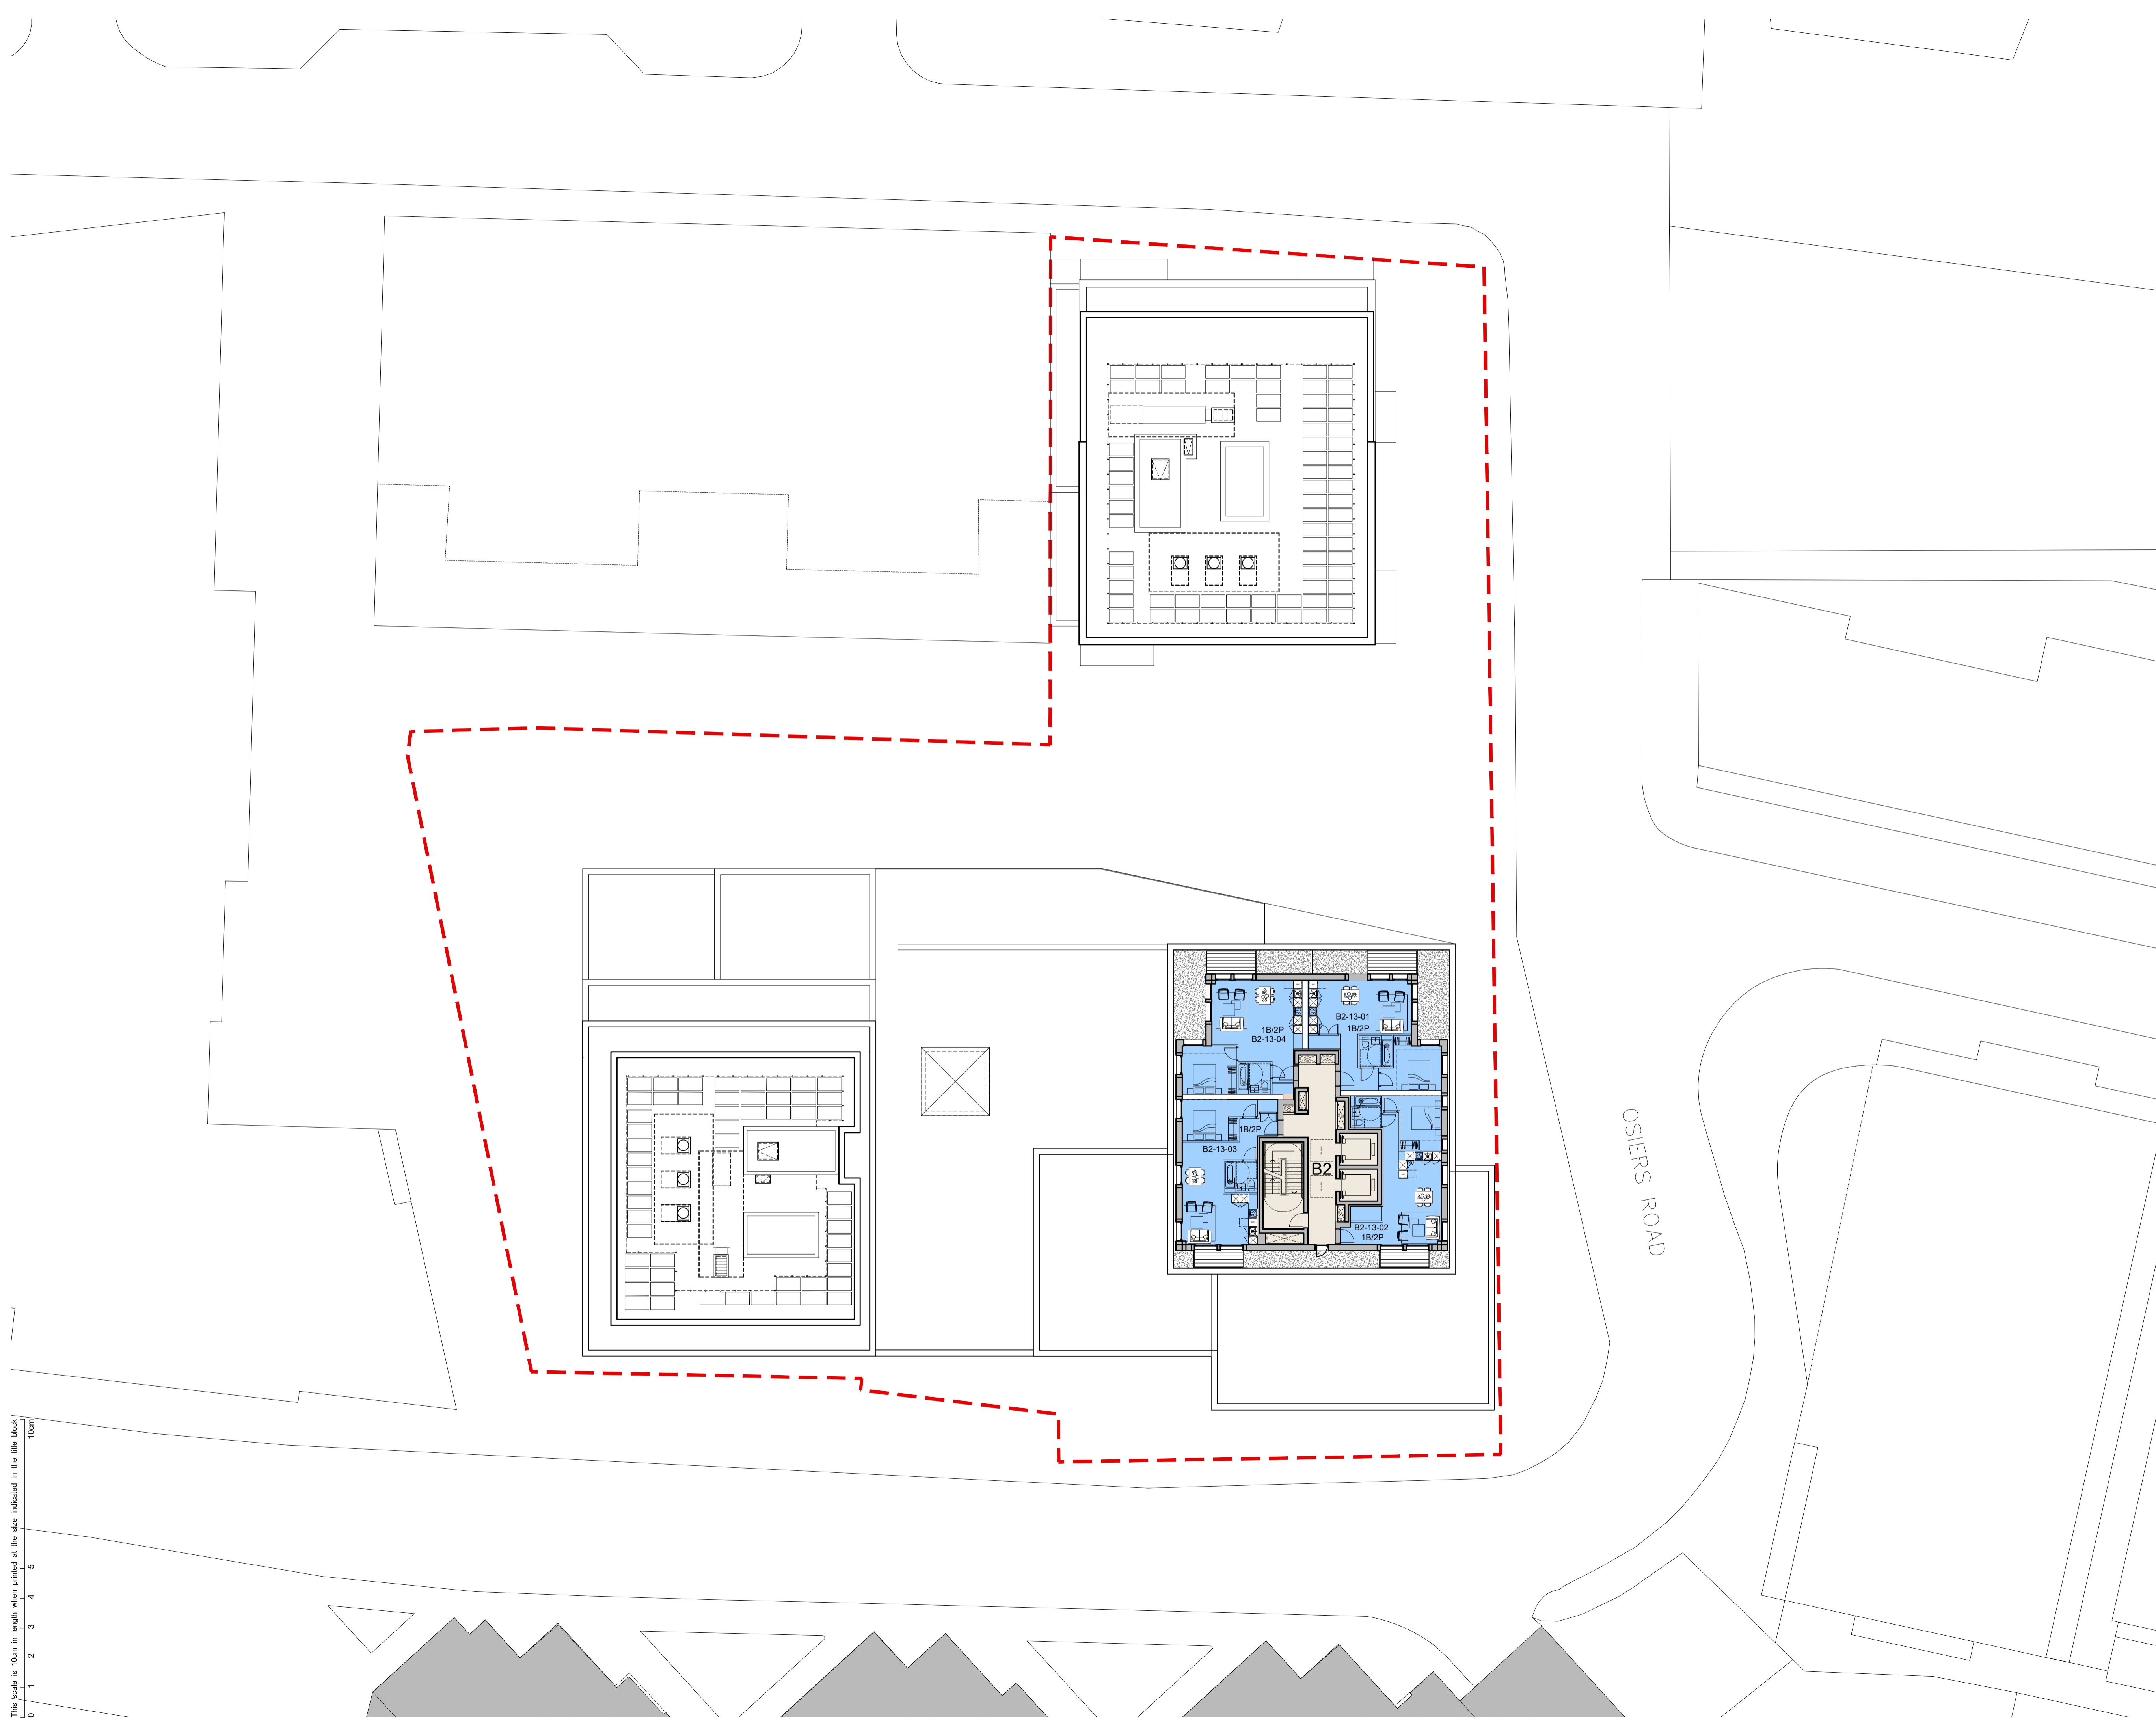 B2-13-01
1B/2P
1B/2P
B2-13-04
1B/2P
B2-13-03
B2
B2-13-02
1B/2P
OSIERS ROAD
This scale is 10cm in length when printed at the size indicated in the title block
0 1 2 3 4 5 10cm